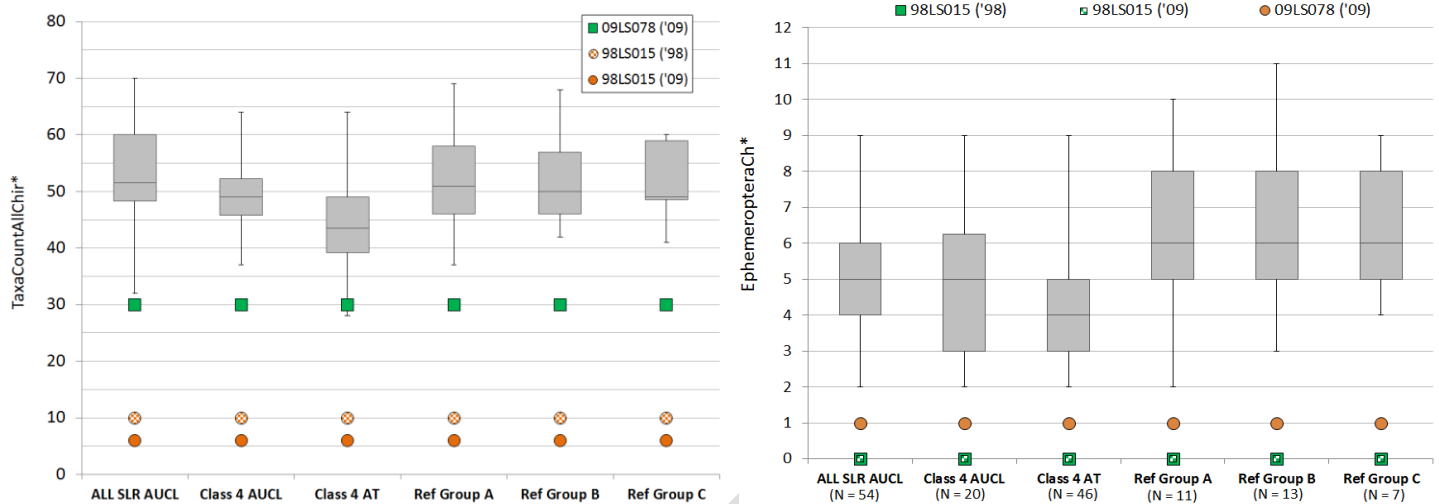 TaxaCountAllChir*
80
70
60
50
40
30
20
10
0
09LS078 ('09)
98LS015 ('98)
98LS015 ('09)
ALL SLR AUCL Class 4 AUCL Class 4 AT Ref Group A Ref Group B Ref Group C
98LS015 ('98) 98LS015 ('09) 09LS078 ('09)
EphemeropteraCh*
12
11
10
9
8
7
6
5
4
3
2
1
0
ALL SLR AUCL Class 4 AUCL Class 4 AT Ref Group A Ref Group B Ref Group C
(N = 54) (N = 20) (N = 46) (N = 11) (N = 13) (N = 7)